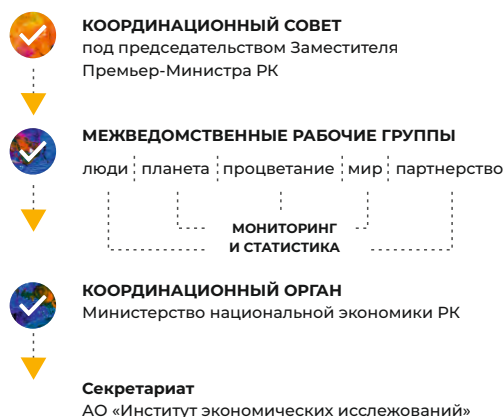 КООРДИНАЦИОННЫЙ СОВЕТ
под председательством Заместителя
Премьер-Министра РК
МЕЖВЕДОМСТВЕННЫЕ РАБОЧИЕ ГРУППЫ
люди планета процветание мир партнерство
МОНИТОРИНГ
И СТАТИСТИКА
КООРДИНАЦИОННЫЙ ОРГАН
Министерство национальной экономики РК
Секретариат
АО «Институт экономических исслежований»